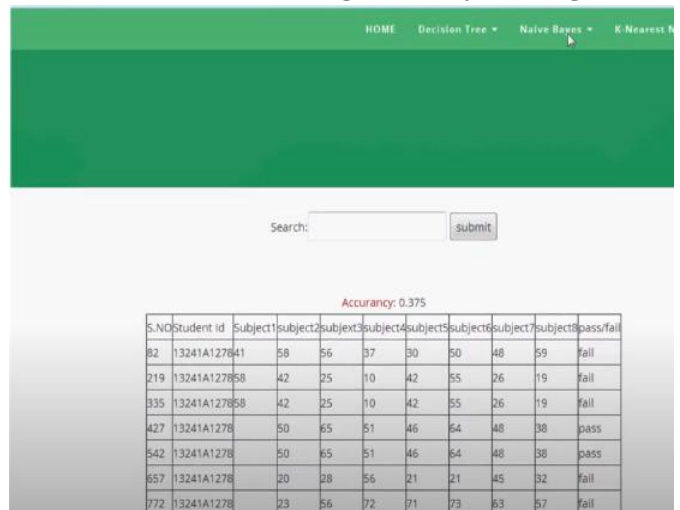 HOME Decision Tree Naïve Bayes K-Nearest N
Search: submit
Accurancy: 0.375
S.NO Student id Subject1 subject2 subjext3 subject4 subject5 subject6 subject7 subject8 pass/fail
82 13241A1278 41 58 56 37 30 50 48 59 fail
219 13241A1278 58 42 25 10 42 55 26 19 fail
335 13241A1278 58 42 25 10 42 55 26 19 fail
427 13241A1278 50 65 51 46 64 48 38 pass
542 13241A1278 50 65 51 46 64 48 38 pass
657 13241A1278 20 28 56 21 21 45 32 fail
772 13241A1278 23 56 72 71 73 63 57 fail